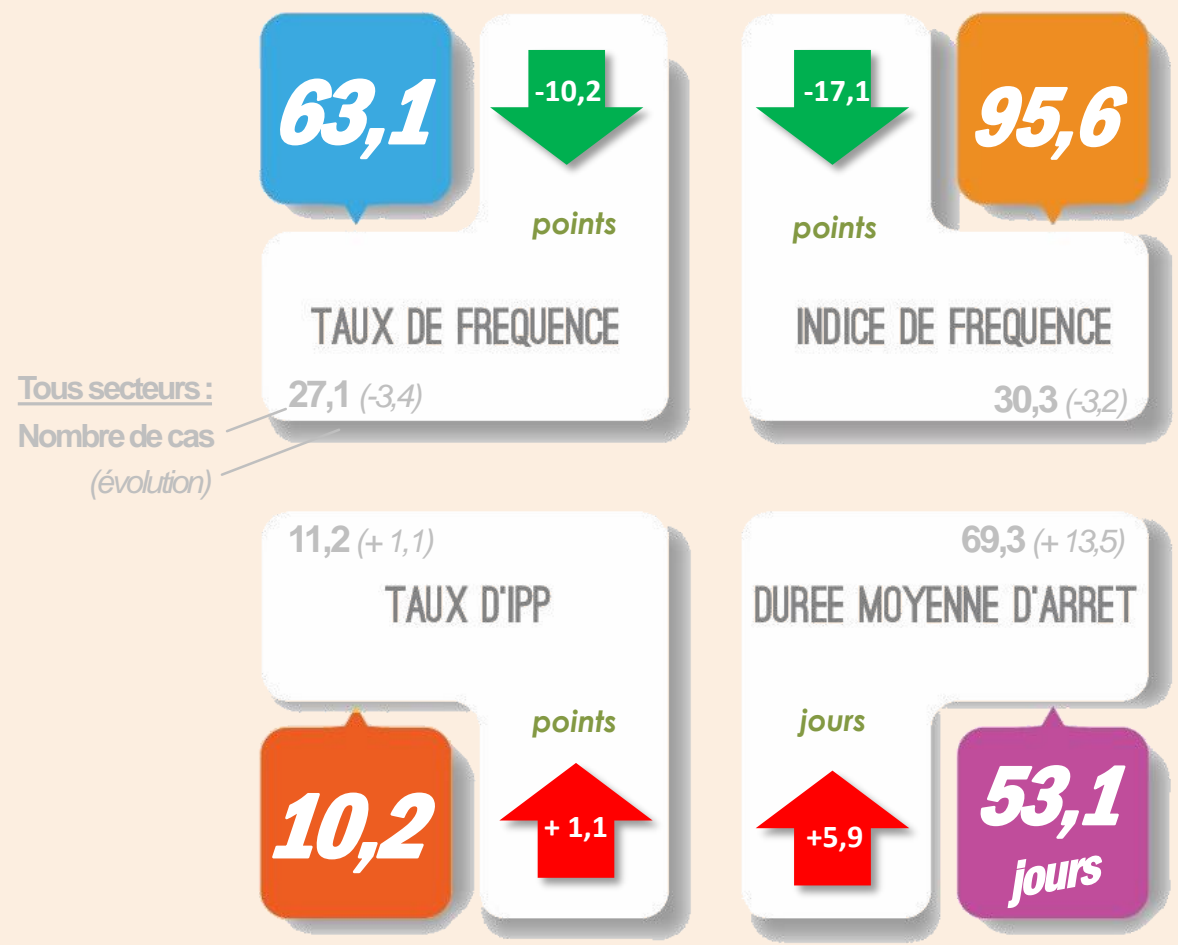 63,1
-10,2
points
TAUX DE FREQUENCE
27,1 (-3,4)
-17,1
95,6
points
INDICE DE FREQUENCE
30,3 (-3,2)
Tous secteurs :
Nombre de cas
(évolution)
11,2 (+ 1,1)
TAUX D'IPP
points
10,2
+ 1,1
69,3 (+ 13,5)
DUREE MOYENNE D'ARRET
jours
+5,9
53,1
jours